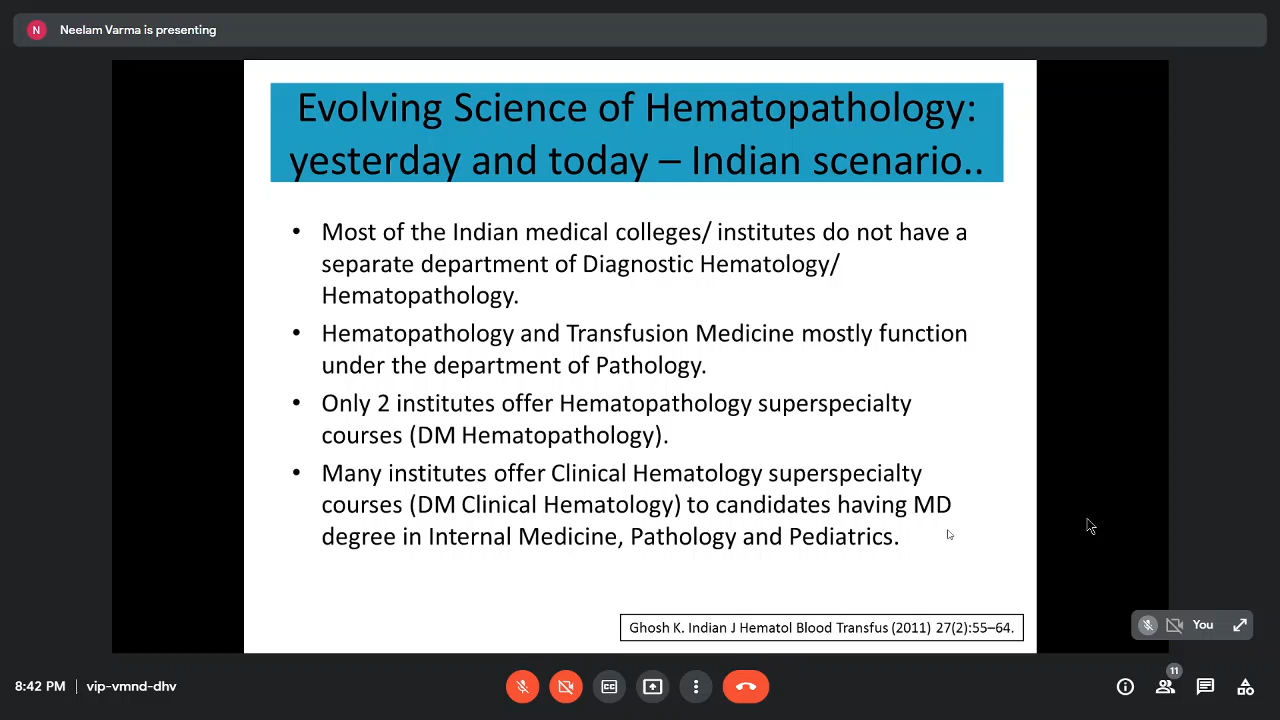 N Neelam Varma is presenting
Evolving Science of Hematopathology:
yesterday and today – Indian scenario..
• Most of the Indian medical colleges/ institutes do not have a
separate department of Diagnostic Hematology/
Hematopathology.
• Hematopathology and Transfusion Medicine mostly function
under the department of Pathology.
• Only 2 institutes offer Hematopathology superspecialty
courses (DM Hematopathology).
• Many institutes offer Clinical Hematology superspecialty
courses (DM Clinical Hematology) to candidates having MD
degree in Internal Medicine, Pathology and Pediatrics.
Ghosh K. Indian J Hematol Blood Transfus (2011) 27(2):55–64.
You
8:42 PM | vip-vmnd-dhv
CC
11